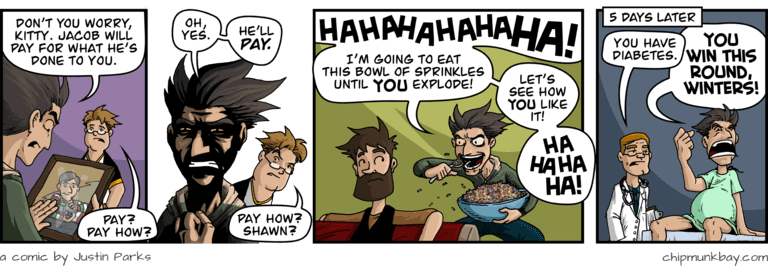 DON'T YOU WORRY,
KITTY. JACOB WILL
PAY FOR WHAT HE'S
DONE TO YOU.
PAY?
PAY HOW?
OH,
YES.
HE'LL
PAY.
PAY HOW?
SHAWN?
HAHAHAHAHAHA!
I'M GOING TO EAT
THIS BOWL OF SPRINKLES
UNTIL YOU EXPLODE!
LET'S
SEE HOW
YOU LIKE
IT!
HA
HA HA
HA!
5 DAYS LATER
YOU HAVE
DIABETES.
YOU
WIN THIS
ROUND,
WINTERS!
a comic by Justin Parks
chipmunkbay.com